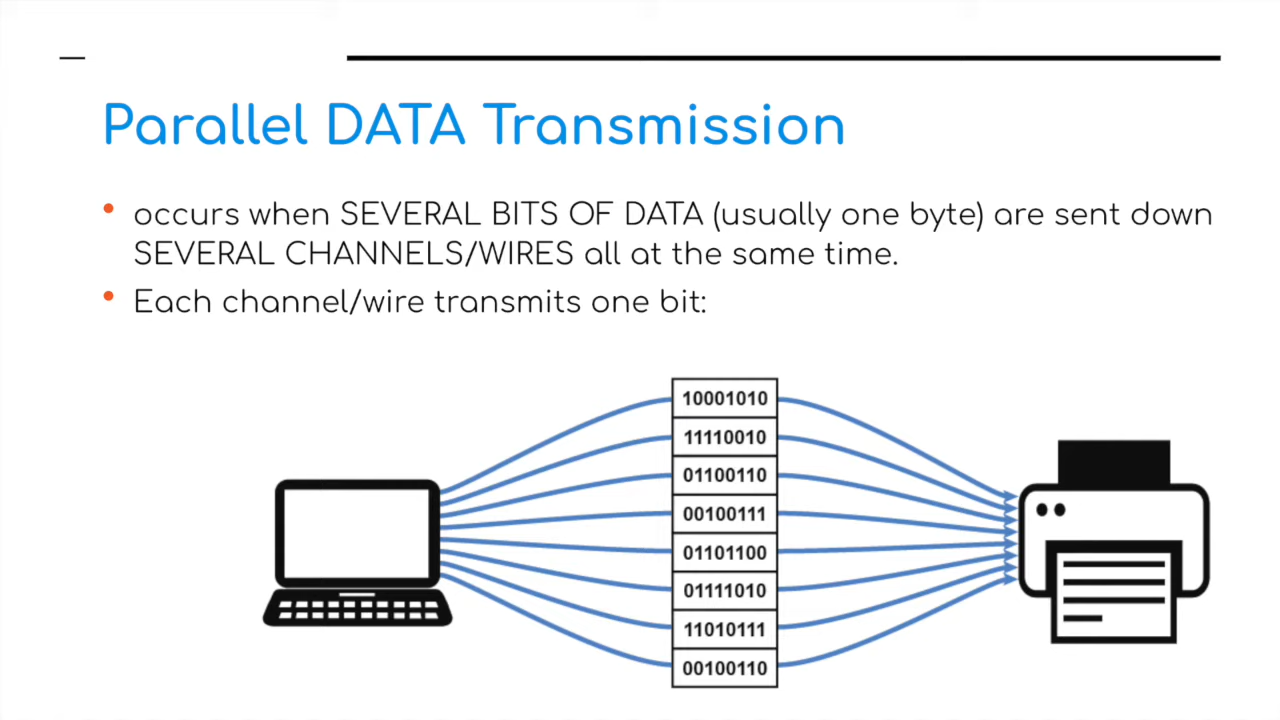 Parallel DATA Transmission
• occurs when SEVERAL BITS OF DATA (usually one byte) are sent down
SEVERAL CHANNELS/WIRES all at the same time.
• Each channel/wire transmits one bit:
10001010
11110010
01100110
00100111
01101100
01111010
11010111
00100110